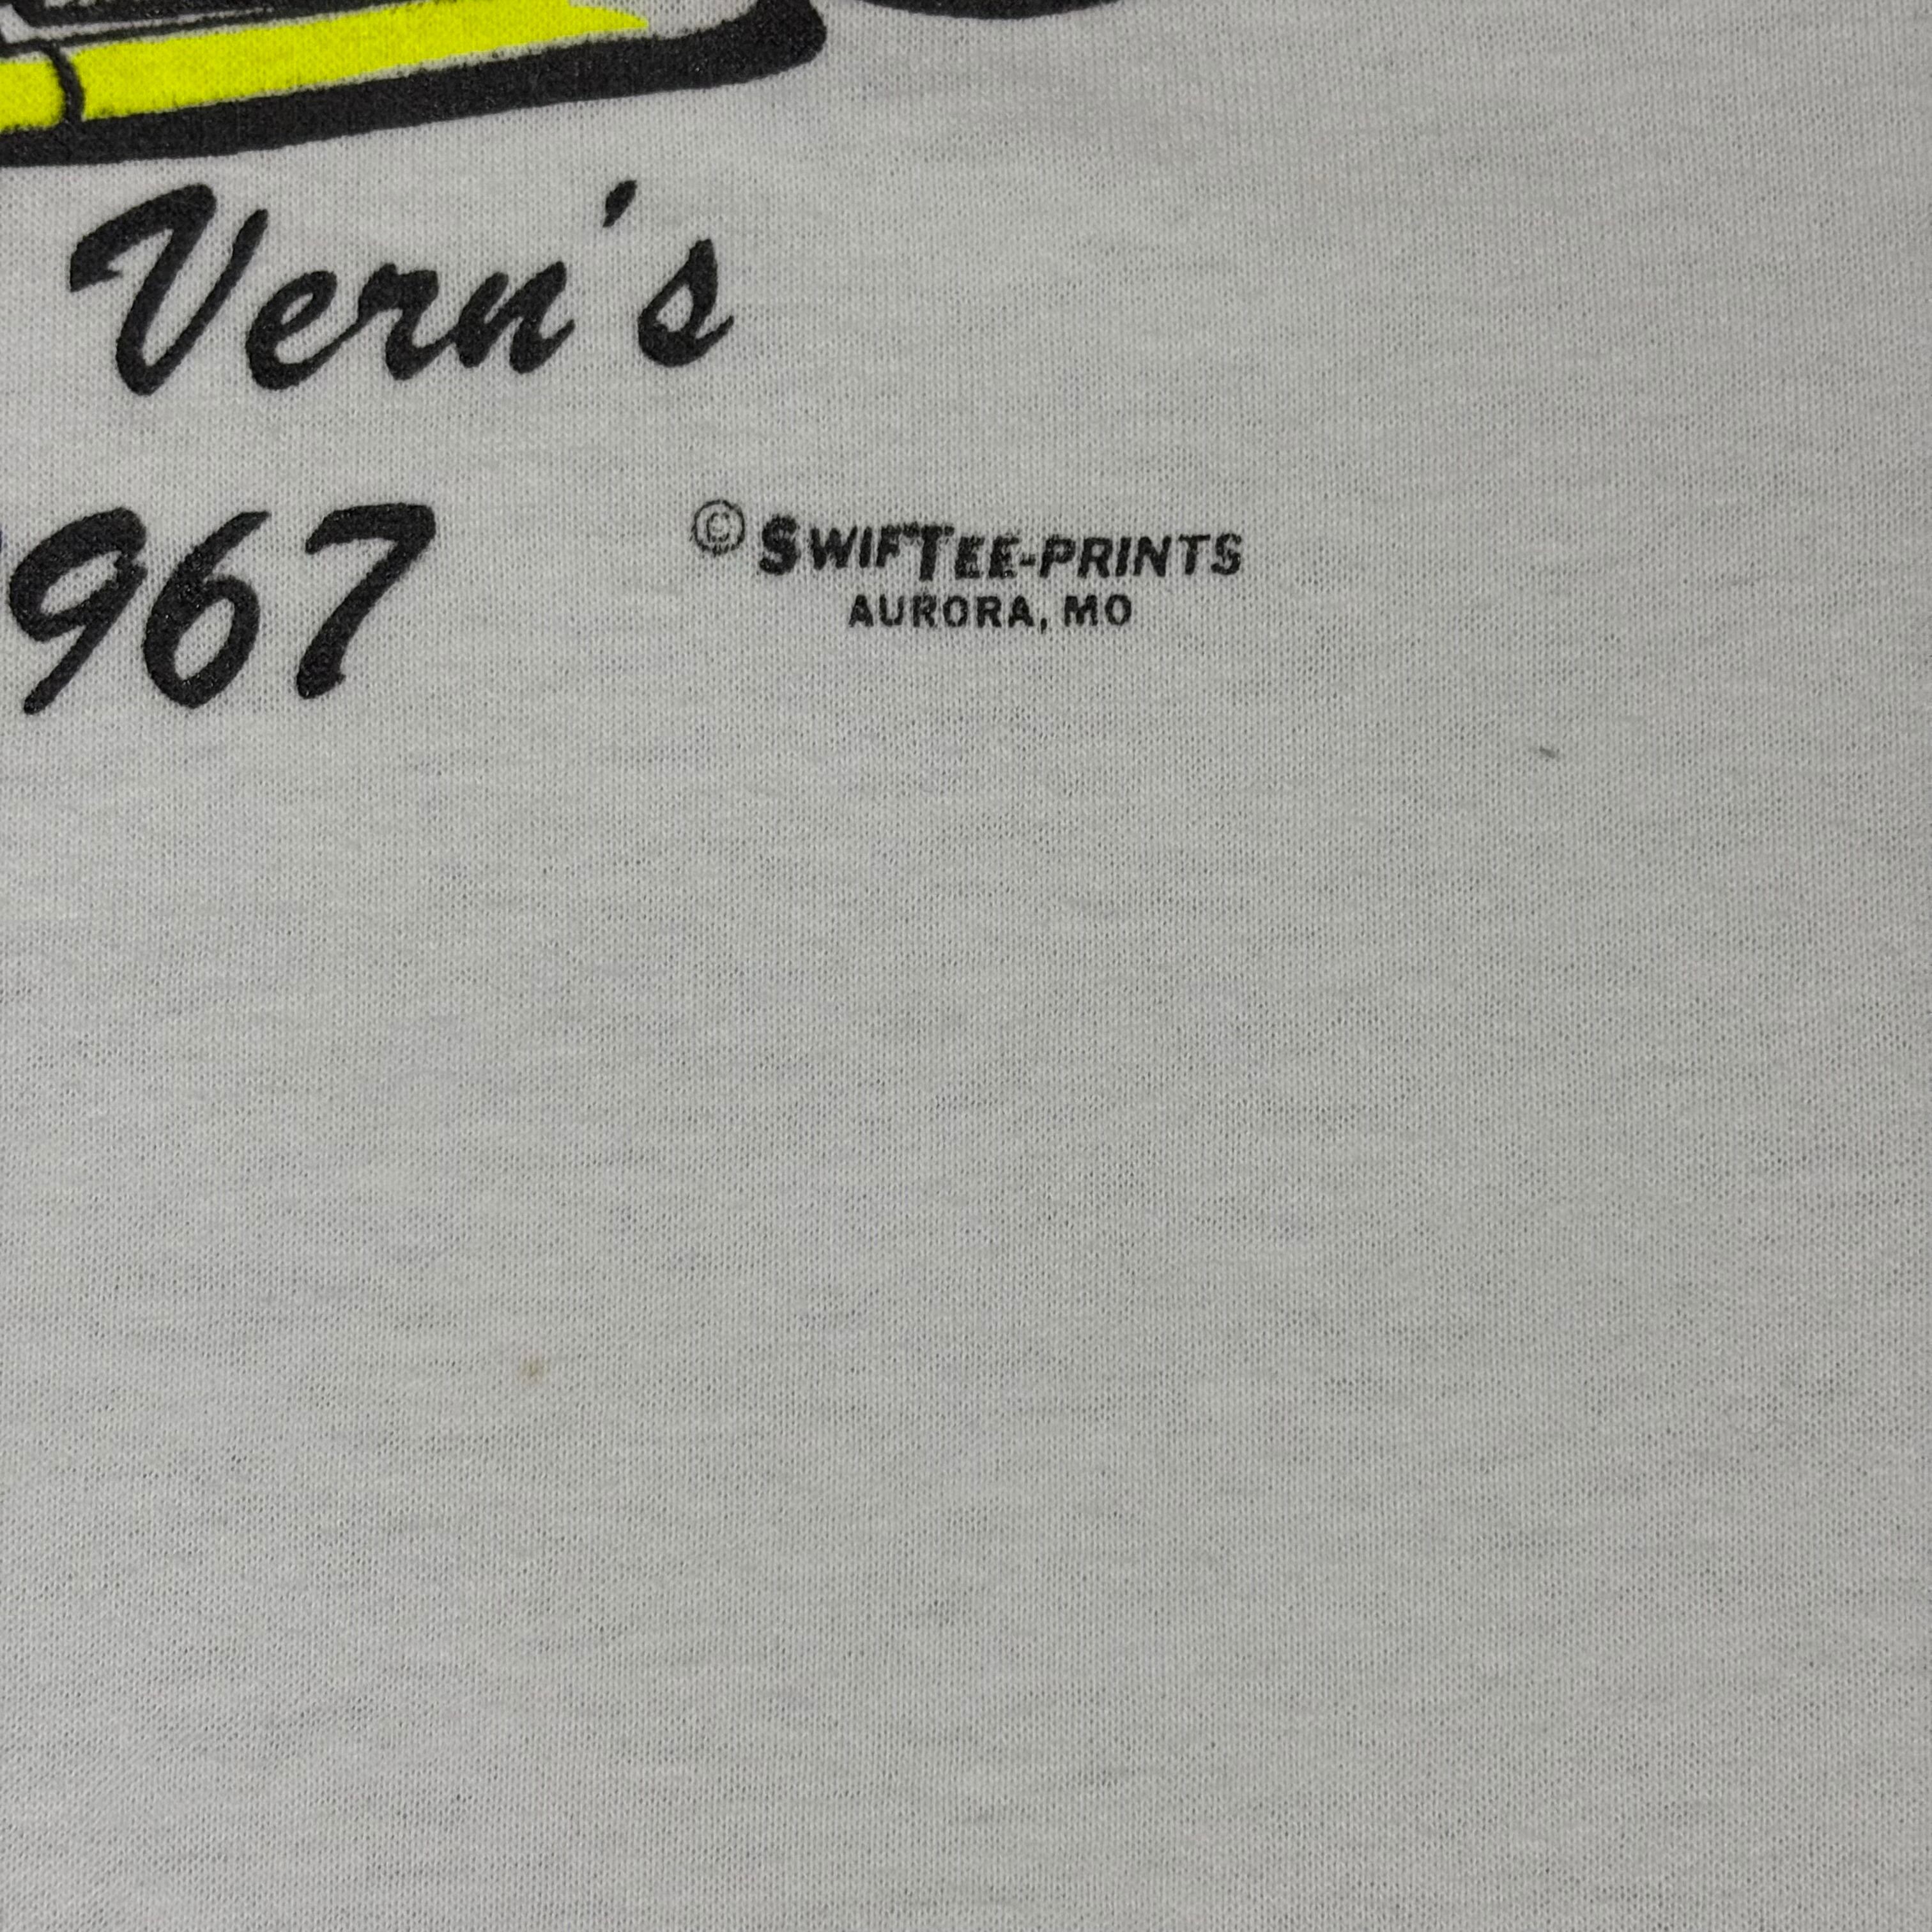 Vern's
967
© SWIFTEE-PRINTS
AURORA, MO